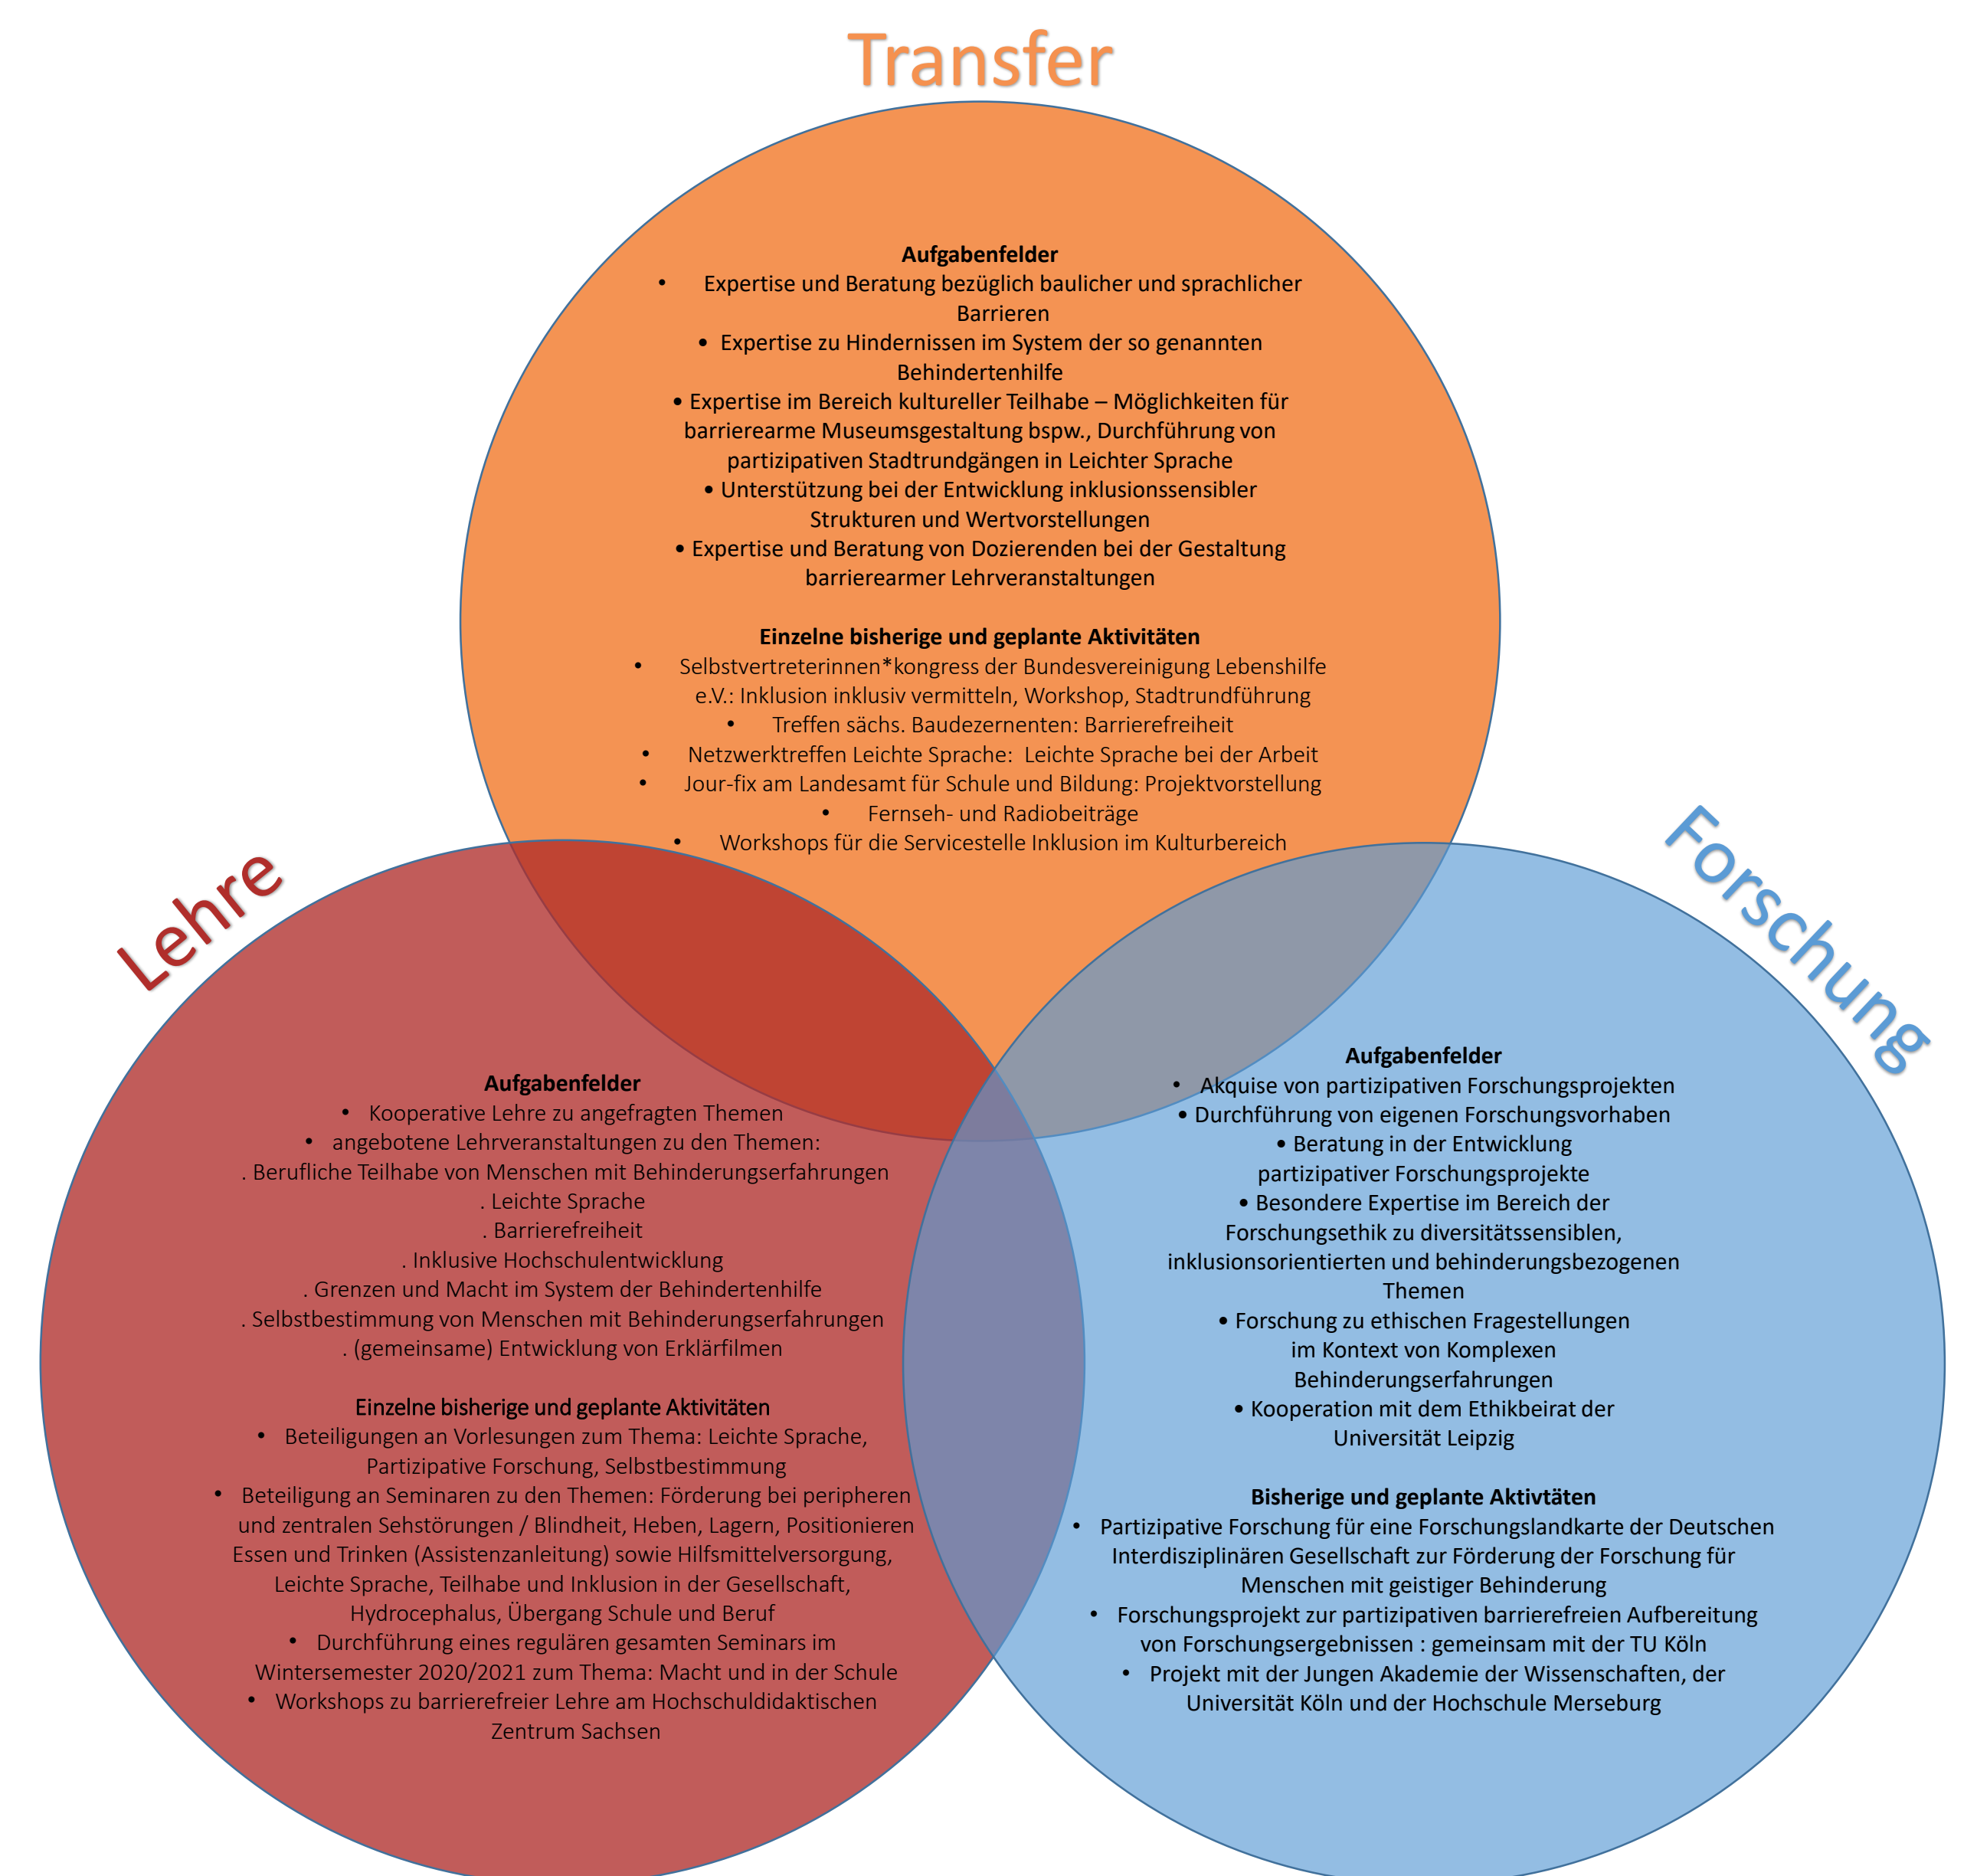 Transfer
Aufgabenfelder
• Expertise und Beratung bezüglich baulicher und sprachlicher
Barrieren
• Expertise zu Hindernissen im System der so genannten
Behindertenhilfe
• Expertise im Bereich kultureller Teilhabe – Möglichkeiten für
barrierearme Museumsgestaltung bspw., Durchführung von
partizipativen Stadtrundgängen in Leichter Sprache
• Unterstützung bei der Entwicklung inklusionssensibler
Strukturen und Wertvorstellungen
• Expertise und Beratung von Dozierenden bei der Gestaltung
barrierearmer Lehrveranstaltungen
Einzelne bisherige und geplante Aktivitäten
• Selbstvertreterinnen*kongress der Bundesvereinigung Lebenshilfe
e.V.: Inklusion inklusiv vermitteln, Workshop, Stadtrundführung
• Treffen sächs. Baudezernenten: Barrierefreiheit
• Netzwerktreffen Leichte Sprache: Leichte Sprache bei der Arbeit
• Jour-fix am Landesamt für Schule und Bildung: Projektvorstellung
• Fernseh- und Radiobeiträge
• Workshops für die Servicestelle Inklusion im Kulturbereich
Lehre
Aufgabenfelder
• Kooperative Lehre zu angefragten Themen
• angebotene Lehrveranstaltungen zu den Themen:
. Berufliche Teilhabe von Menschen mit Behinderungserfahrungen
. Leichte Sprache
. Barrierefreiheit
. Inklusive Hochschulentwicklung
. Grenzen und Macht im System der Behindertenhilfe
. Selbstbestimmung von Menschen mit Behinderungserfahrungen
. (gemeinsame) Entwicklung von Erklärfilmen
Einzelne bisherige und geplante Aktivitäten
• Beteiligungen an Vorlesungen zum Thema: Leichte Sprache,
Partizipative Forschung, Selbstbestimmung
• Beteiligung an Seminaren zu den Themen: Förderung bei peripheren
und zentralen Sehstörungen / Blindheit, Heben, Lagern, Positionieren
Essen und Trinken (Assistenzanleitung) sowie Hilfsmittelversorgung,
Leichte Sprache, Teilhabe und Inklusion in der Gesellschaft,
Hydrocephalus, Übergang Schule und Beruf
• Durchführung eines regulären gesamten Seminars im
Wintersemester 2020/2021 zum Thema: Macht und in der Schule
• Workshops zu barrierefreier Lehre am Hochschuldidaktischen
Zentrum Sachsen
Forschung
Aufgabenfelder
• Akquise von partizipativen Forschungsprojekten
• Durchführung von eigenen Forschungsvorhaben
• Beratung in der Entwicklung
partizipativer Forschungsprojekte
• Besondere Expertise im Bereich der
Forschungsethik zu diversitätssensiblen,
inklusionsorientierten und behinderungsbezogenen
Themen
• Forschung zu ethischen Fragestellungen
im Kontext von Komplexen
Behinderungserfahrungen
• Kooperation mit dem Ethikbeirat der
Universität Leipzig
Bisherige und geplante Aktivtäten
• Partizipative Forschung für eine Forschungslandkarte der Deutschen
Interdisziplinären Gesellschaft zur Förderung der Forschung für
Menschen mit geistiger Behinderung
• Forschungsprojekt zur partizipativen barrierefreien Aufbereitung
von Forschungsergebnissen : gemeinsam mit der TU Köln
• Projekt mit der Jungen Akademie der Wissenschaften, der
Universität Köln und der Hochschule Merseburg